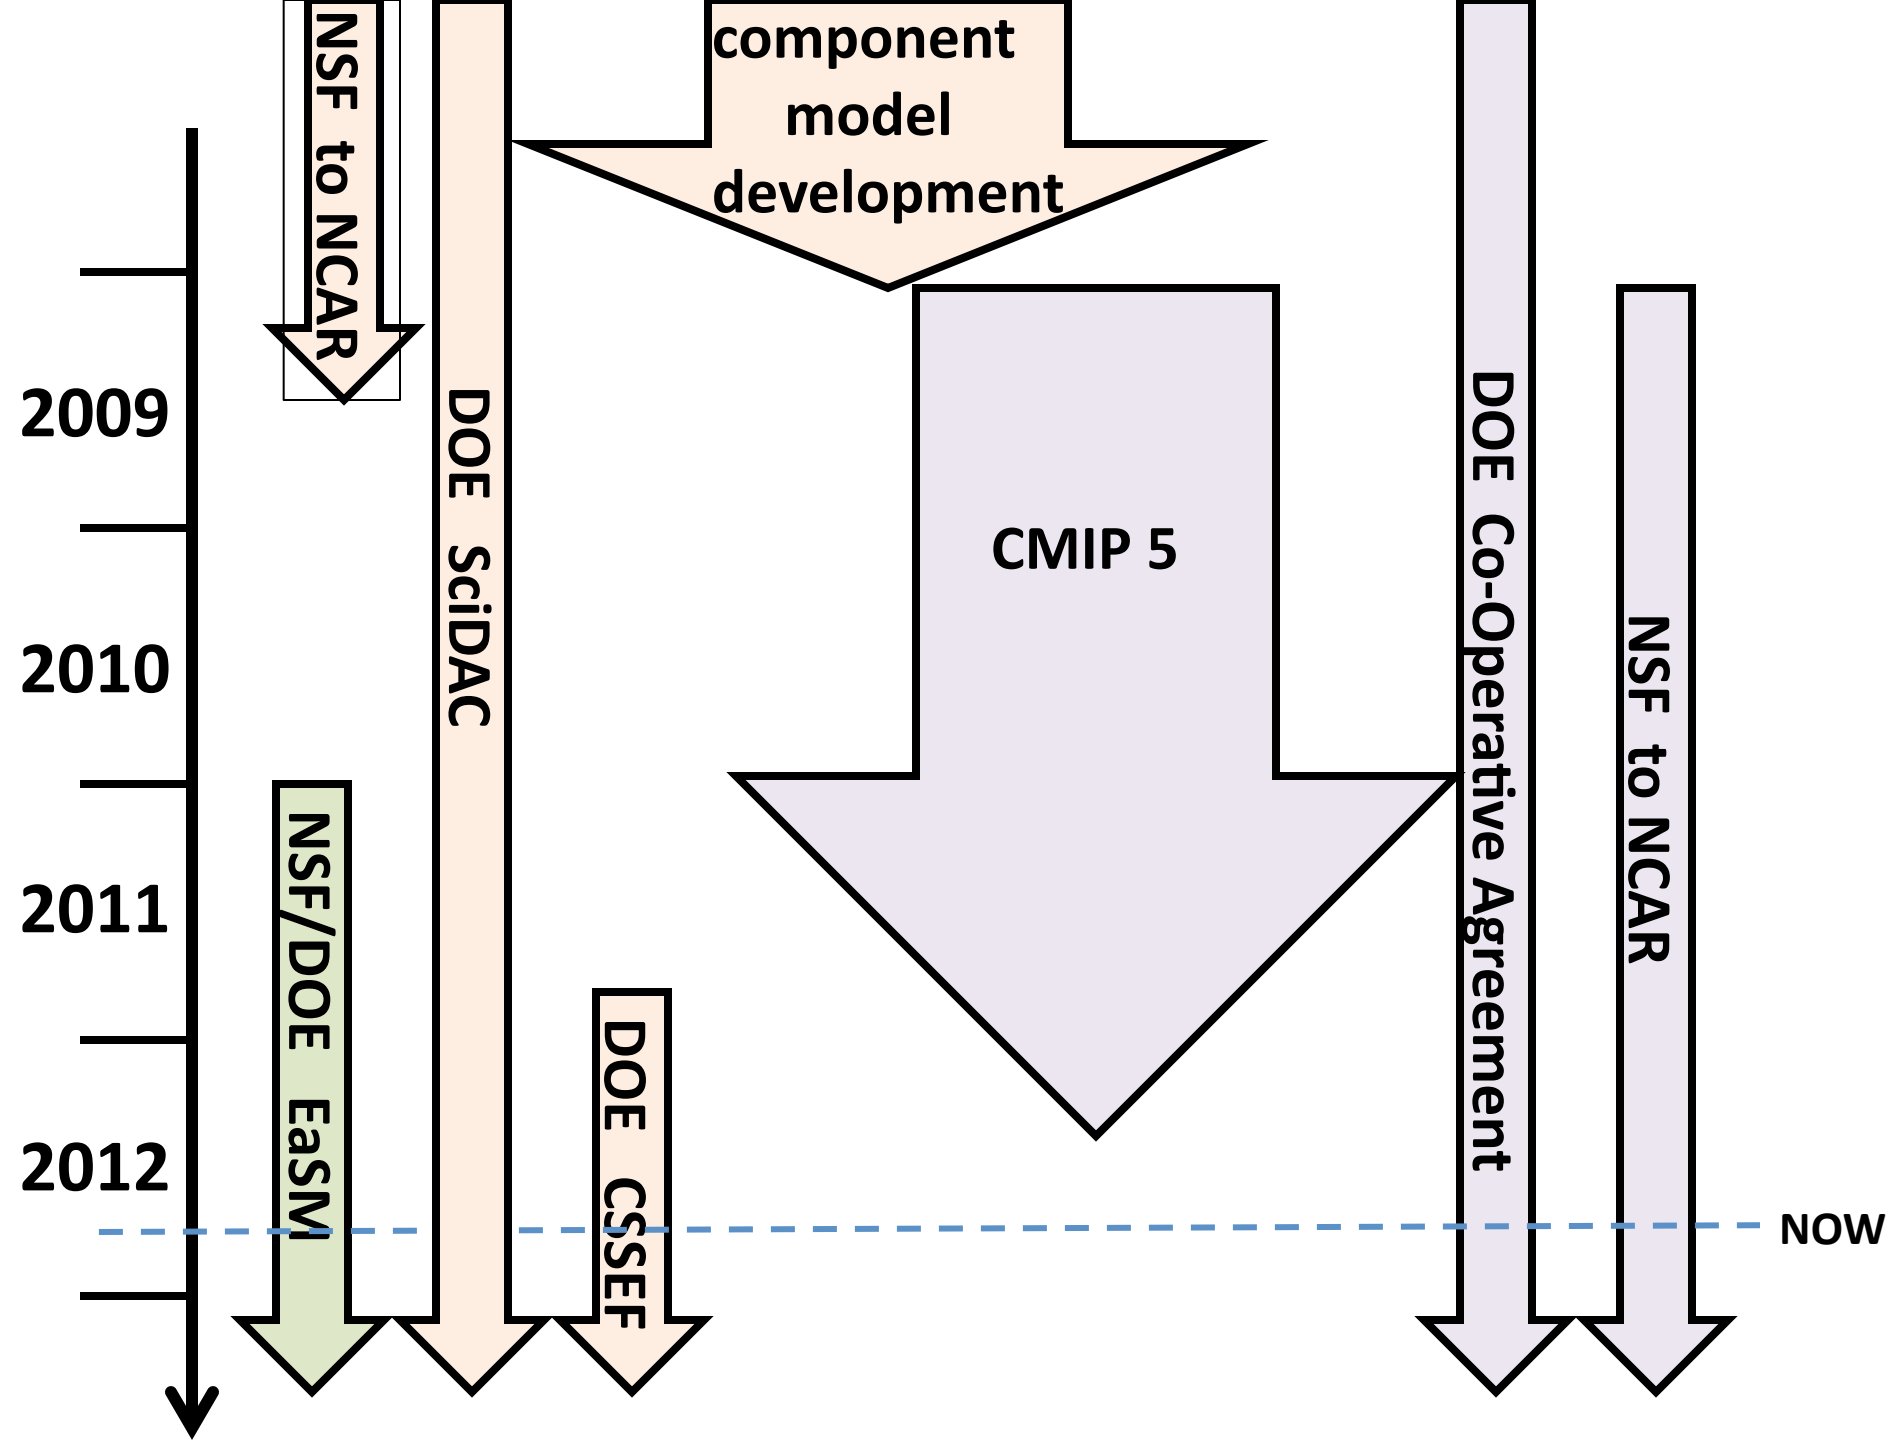 component
model
development
NSF to NCAR
2009
2010
2011
2012
DOE SciDAC
NSF/DOE EaSM
DOE CSSEF
CMIP 5
DOE Co-Operative Agreement
NSF to NCAR
NOW